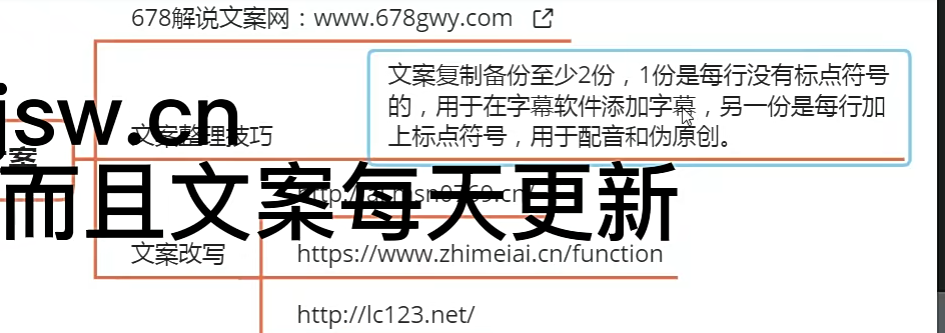 678解说文案网：www.678gwy.com
文案复制备份至少2份，1份是每行没有标点符号
的，用于在字幕软件添加字幕，另一份是每行加
上标点符号，用于配音和伪原创。
jsw.cn
文案整理技巧
案
而且文案每天更新
文案改写
https://www.zhimeiai.cn/function
http://lc123.net/